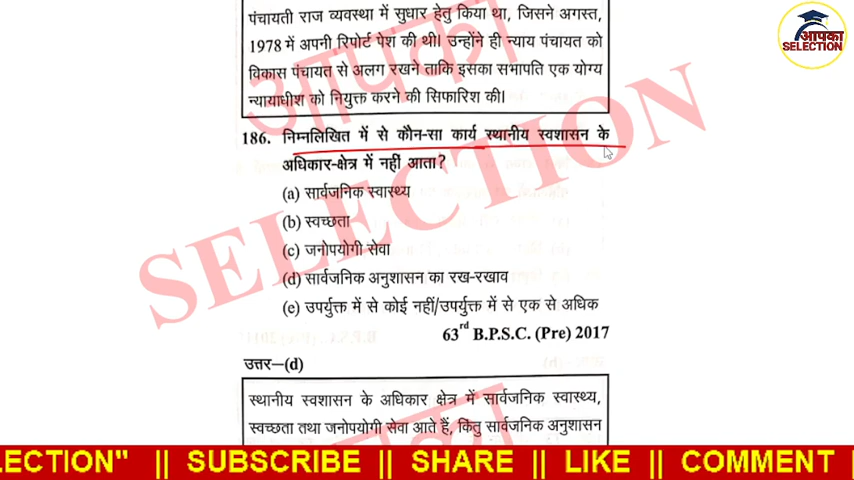 पंचायती राज व्यवस्था में सुधार हेतु किया था, जिसने अगस्त,
1978 में अपनी रिपोर्ट पेश की थी। उन्होंने ही न्याय पंचायत को
विकास पंचायत से अलग रखने ताकि इसका सभापति एक योग्य
न्यायाधीश को नियुक्त करने की सिफारिश की।
आपका
SELECTION
186. निम्नलिखित में से कौन-सा कार्य स्थानीय स्वशासन के
अधिकार-क्षेत्र में नहीं आता?
(a) सार्वजनिक स्वास्थ्य
(b) स्वच्छता
(c) जनोपयोगी सेवा
(d) सार्वजनिक अनुशासन का रख-रखाव
(e) उपर्युक्त में से कोई नहीं/उपर्युक्त में से एक से अधिक
63rd B.P.S.C. (Pre) 2017
उत्तर–(d)
स्थानीय स्वशासन के अधिकार क्षेत्र में सार्वजनिक स्वास्थ्य,
स्वच्छता तथा जनोपयोगी सेवा आते हैं, किंतु सार्वजनिक अनुशासन
आपका
SELECTION
LECTION" || SUBSCRIBE || SHARE || LIKE || COMMENT ||